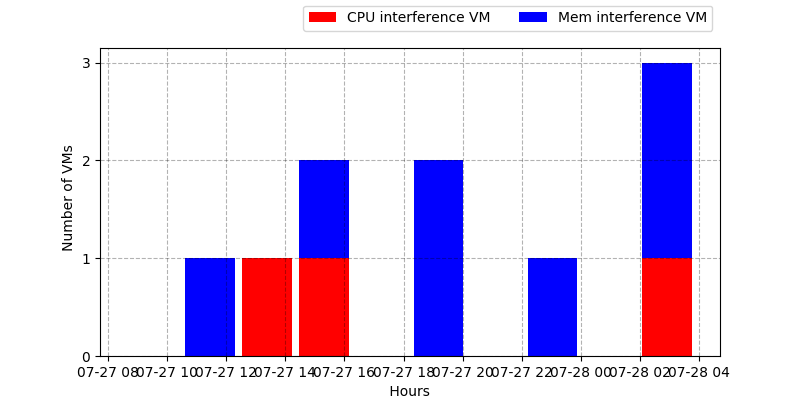 CPU interference VM Mem interference VM
3
2
1
0
Number of VMs
07-27 08 07-27 10 07-27 12 07-27 14 07-27 16 07-27 18 07-27 20 07-27 22 07-28 00 07-28 02 07-28 04
Hours